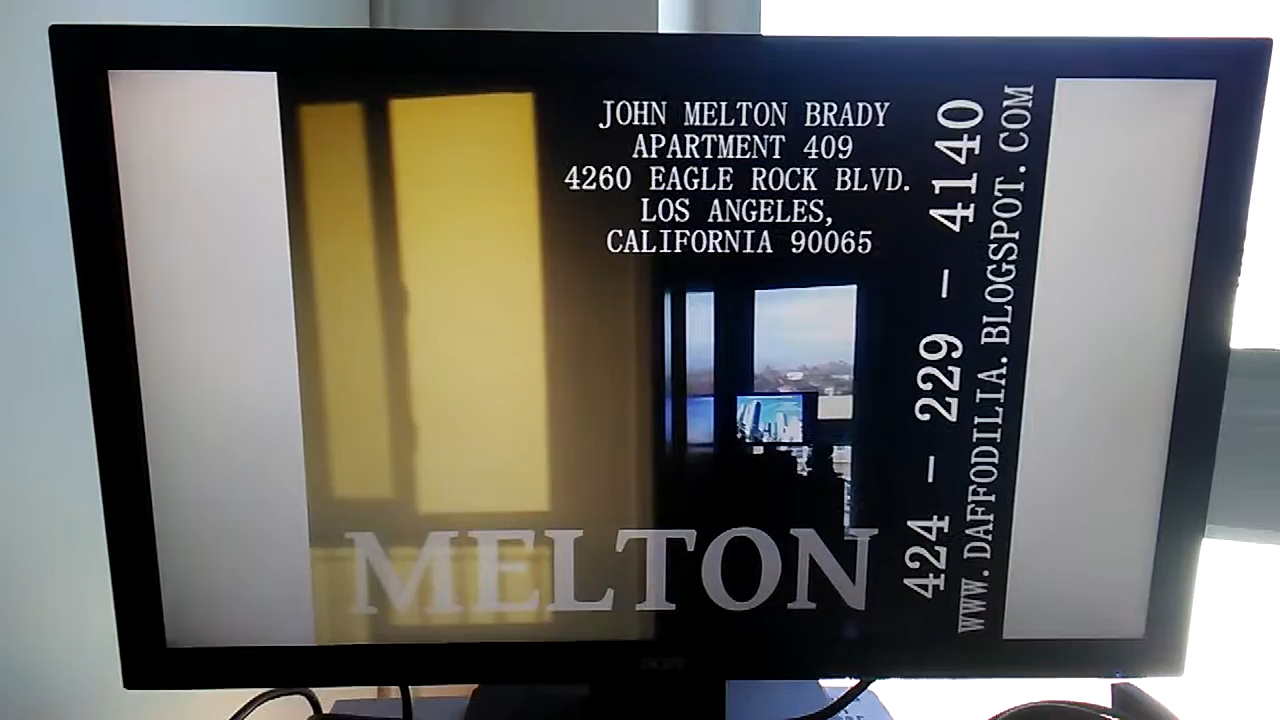 JOHN MELTON BRADY
APARTMENT 409
4260 EAGLE ROCK BLVD.
LOS ANGELES,
CALIFORNIA 90065
424 - 229 - 4140
WWW.DAFFODILIA.BLOGSPOT.COM
MELTON
acer